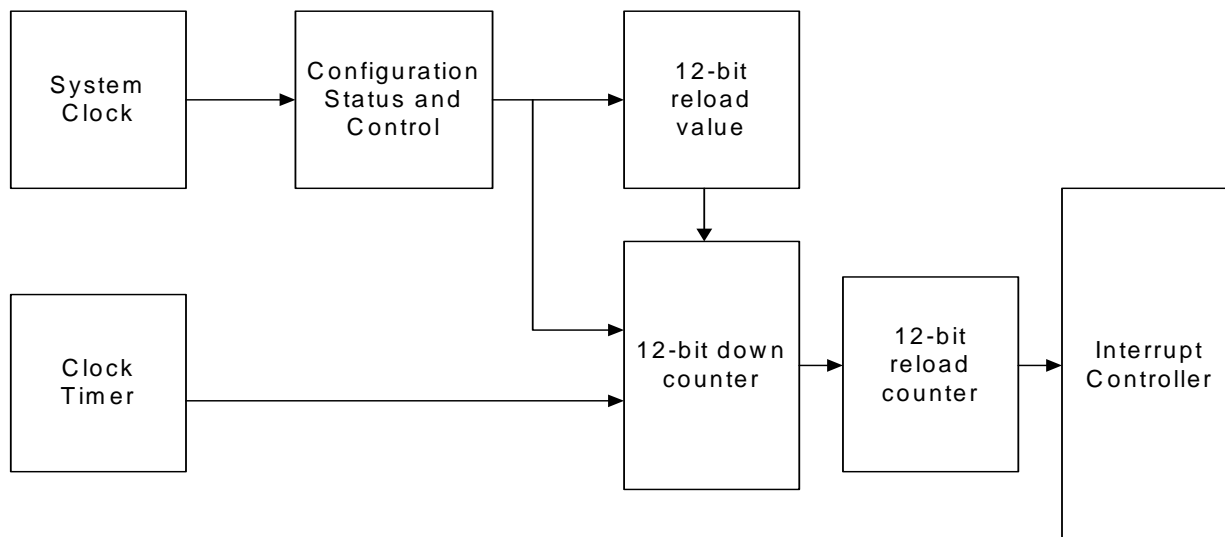 System
Clock
Configuration
Status and
Control
12-bit
reload
value
Clock
Timer
12-bit down
counter
12-bit
reload
counter
Interrupt
Controller